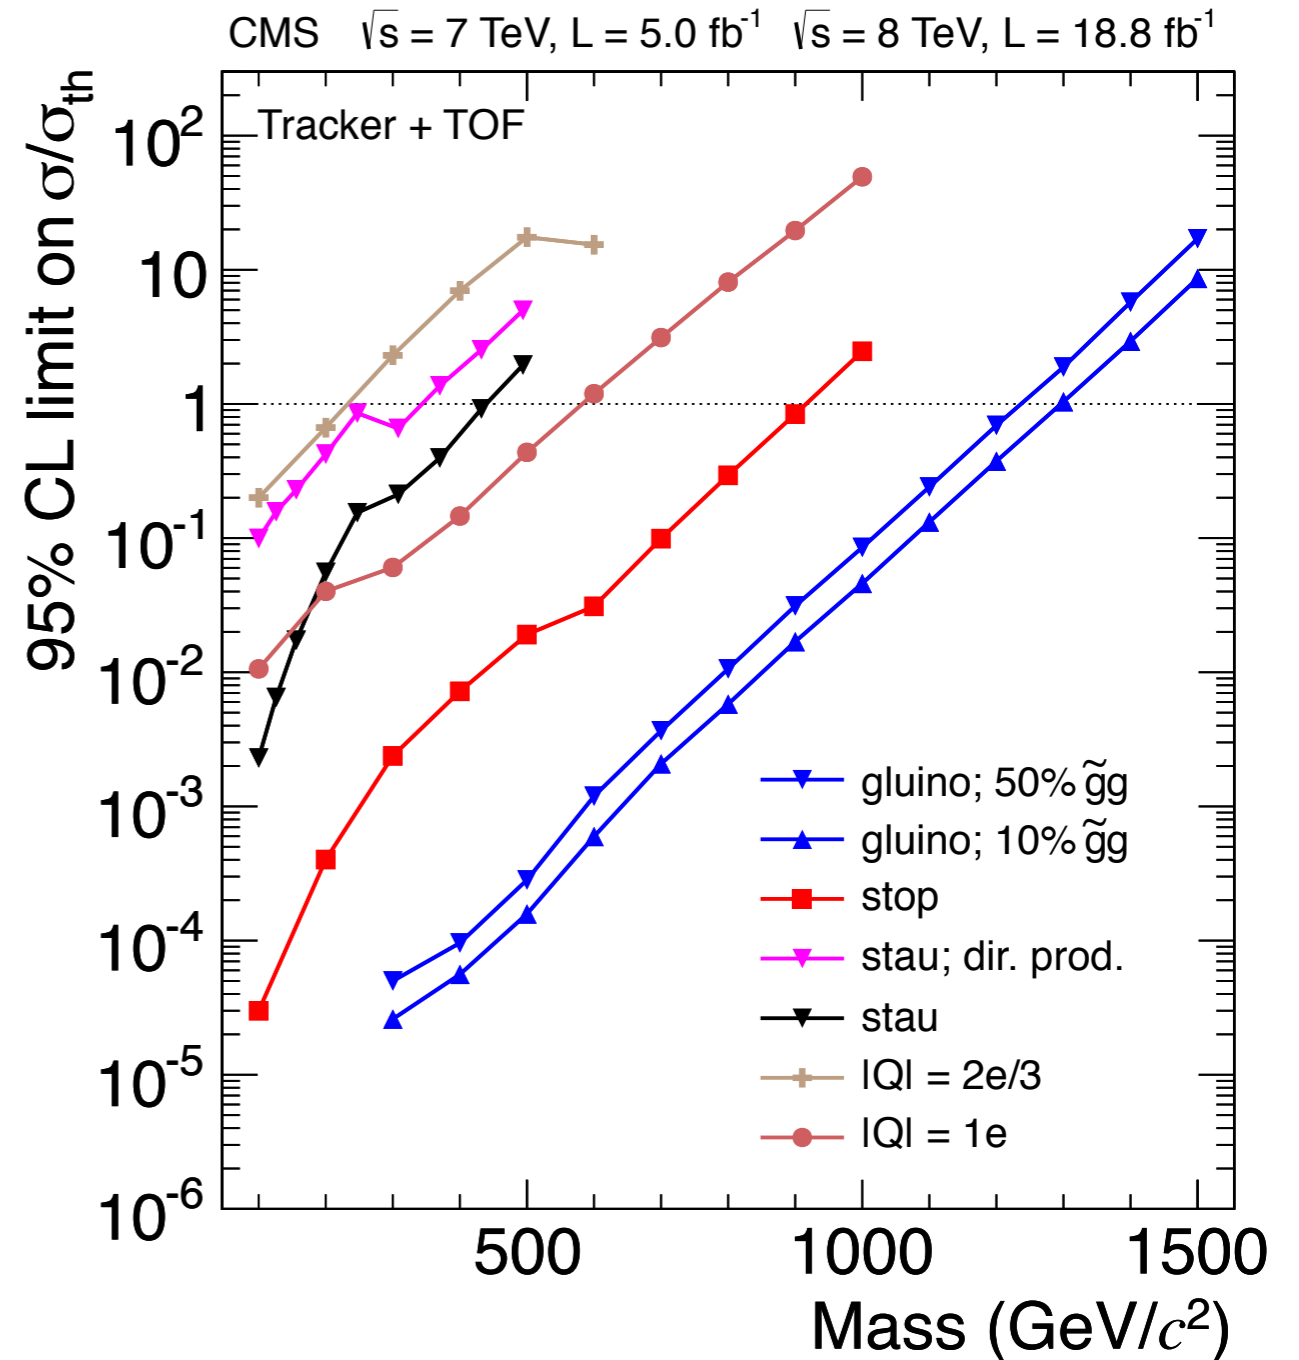 CMS √s = 7 TeV, L = 5.0 fb⁻¹ √s = 8 TeV, L = 18.8 fb⁻¹
Tracker + TOF
95% CL limit on σ/σ_th
10²
10
1
10⁻¹
10⁻²
10⁻³
10⁻⁴
10⁻⁵
10⁻⁶
gluino; 50% g̃g
gluino; 10% g̃g
stop
stau; dir. prod.
stau
|Q| = 2e/3
|Q| = 1e
500 1000 1500
Mass (GeV/c²)